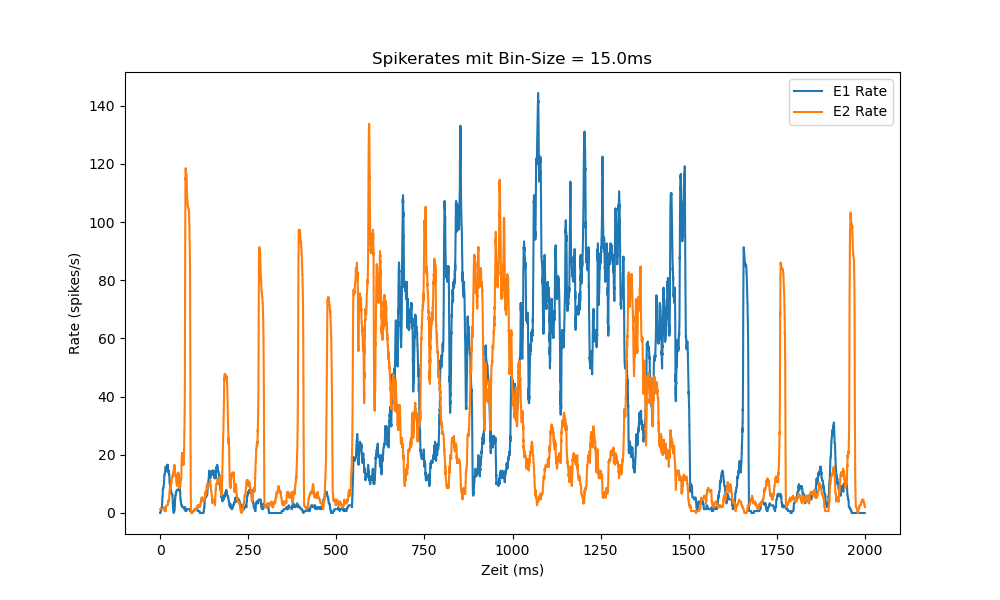 Spikerates mit Bin-Size = 15.0ms
E1 Rate
E2 Rate
Rate (spikes/s)
140
120
100
80
60
40
20
0
0 250 500 750 1000 1250 1500 1750 2000
Zeit (ms)